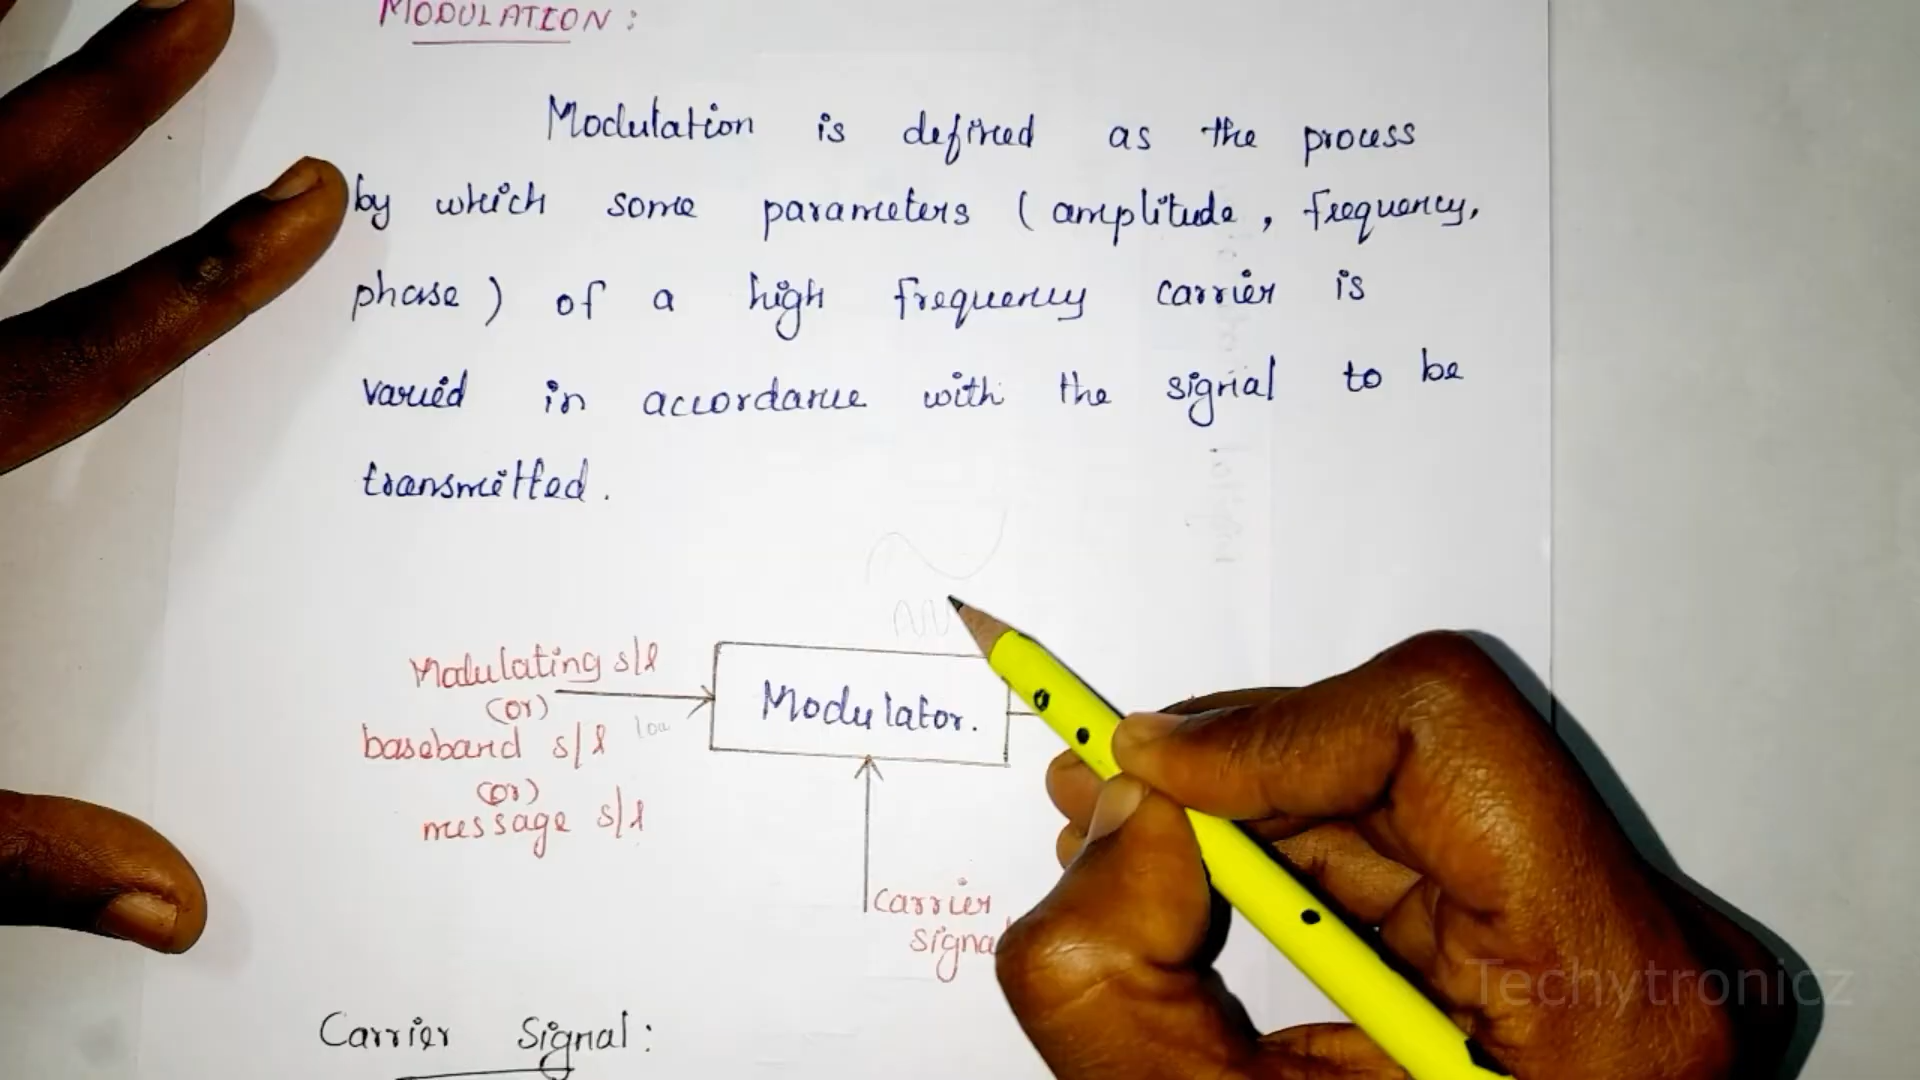 MODULATION :
Modulation is defined as the process
by which some parameters ( amplitude , frequency,
phase ) of a high frequency carrier is
varied in accordance with the signal to be
transmitted .
Modulating s/l
(or)
baseband s/l
low
(or)
message s/l
Modulator.
carrier
signal
Carrier Signal :
Techytronicz